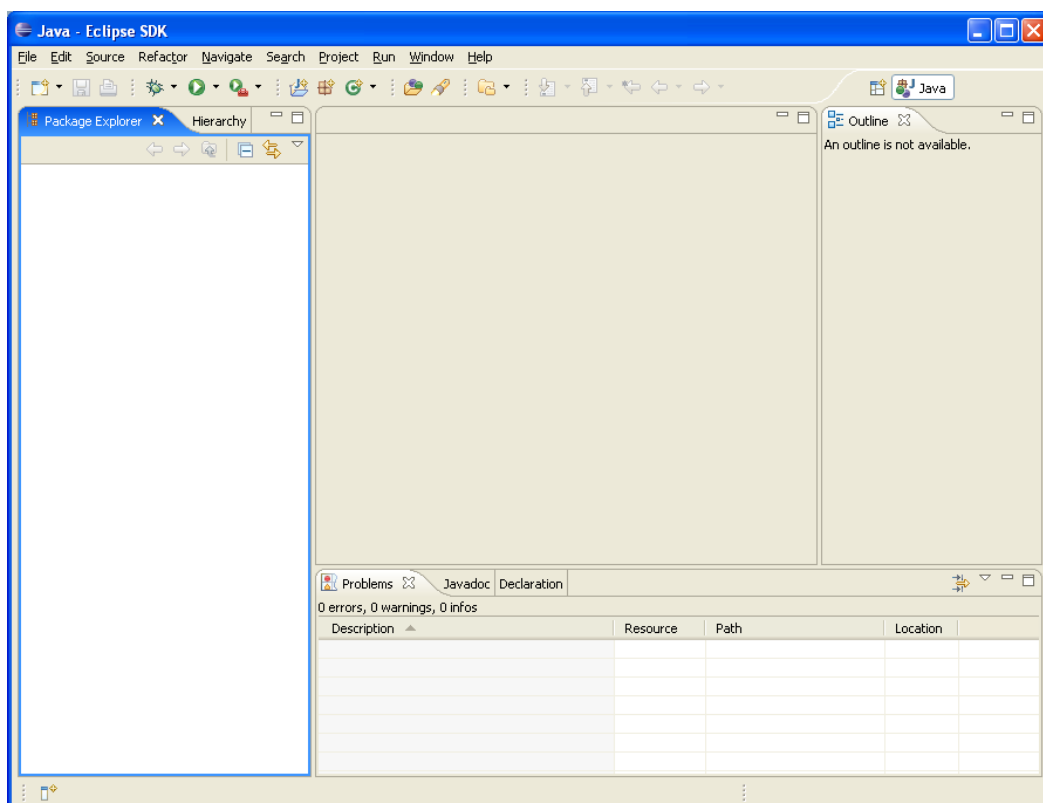 Java - Eclipse SDK
File Edit Source Refactor Navigate Search Project Run Window Help
Java
Package Explorer Hierarchy
Outline
An outline is not available.
Problems Javadoc Declaration
0 errors, 0 warnings, 0 infos
Description Resource Path Location